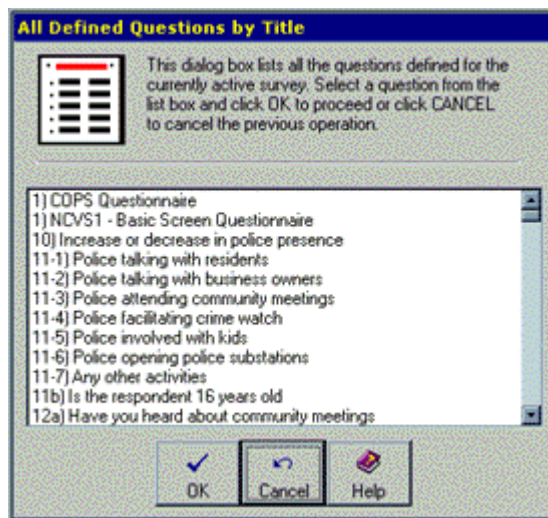 All Defined Questions by Title
This dialog box lists all the questions defined for the
currently active survey. Select a question from the
list box and click OK to proceed or click CANCEL
to cancel the previous operation.
1) COPS Questionnaire
1) NCVS1 - Basic Screen Questionnaire
10) Increase or decrease in police presence
11-1) Police talking with residents
11-2) Police talking with business owners
11-3) Police attending community meetings
11-4) Police facilitating crime watch
11-5) Police involved with kids
11-6) Police opening police substations
11-7) Any other activities
11b) Is the respondent 16 years old
12a) Have you heard about community meetings
OK Cancel Help